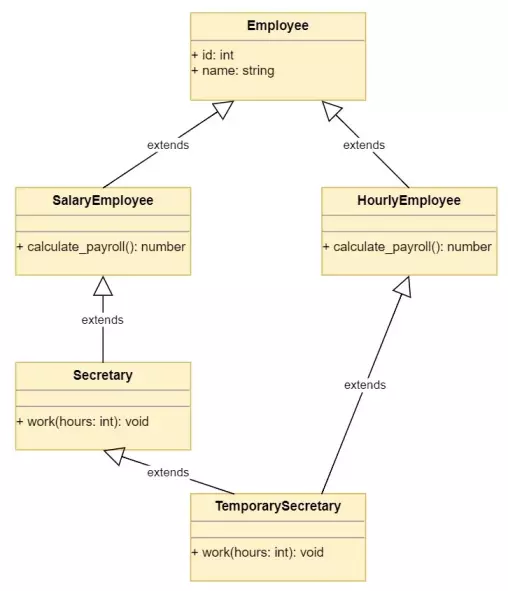 Employee
+ id: int
+ name: string
extends
extends
SalaryEmployee
+ calculate_payroll(): number
HourlyEmployee
+ calculate_payroll(): number
extends
extends
Secretary
+ work(hours: int): void
extends
TemporarySecretary
+ work(hours: int): void